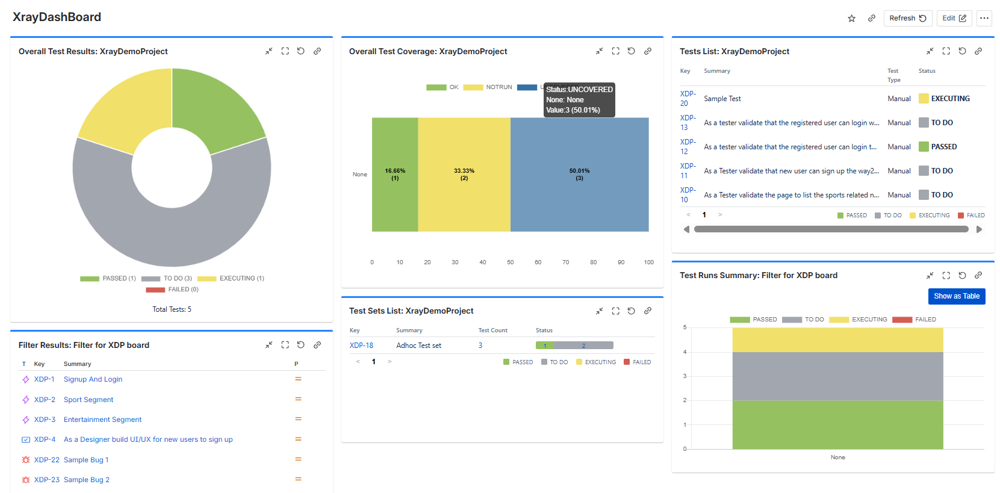 XrayDashBoard
Refresh
Edit
Overall Test Results: XrayDemoProject
PASSED (1)
TO DO (3)
EXECUTING (1)
FAILED (0)
Total Tests: 5
Filter Results: Filter for XDP board
T Key Summary P
XDP-1 Signup And Login
XDP-2 Sport Segment
XDP-3 Entertainment Segment
XDP-4 As a Designer build UI/UX for new users to sign up
XDP-22 Sample Bug 1
XDP-23 Sample Bug 2
Overall Test Coverage: XrayDemoProject
OK NOTRUN
Status:UNCOVERED
None: None
Value:3 (50.01%)
None
16.66%
(1)
33.33%
(2)
50.01%
(3)
0 10 20 30 40 50 60 70 80 90 100
Test Sets List: XrayDemoProject
Key Summary Test Count Status
XDP-18 Adhoc Test set 3 1 2
< 1 >
PASSED TO DO EXECUTING FAILED
Tests List: XrayDemoProject
Key Summary Test Type Status
XDP-20 Sample Test Manual EXECUTING
XDP-13 As a tester validate that the registered user can login w... Manual TO DO
XDP-12 As a tester validate that the registered user can login t... Manual PASSED
XDP-11 As a Tester validate that new user can sign up the way2... Manual TO DO
XDP-10 As a Tester validate the page to list the sports related n... Manual TO DO
< 1 >
PASSED TO DO EXECUTING FAILED
Test Runs Summary: Filter for XDP board
Show as Table
PASSED TO DO EXECUTING FAILED
5
4
3
2
1
0
None